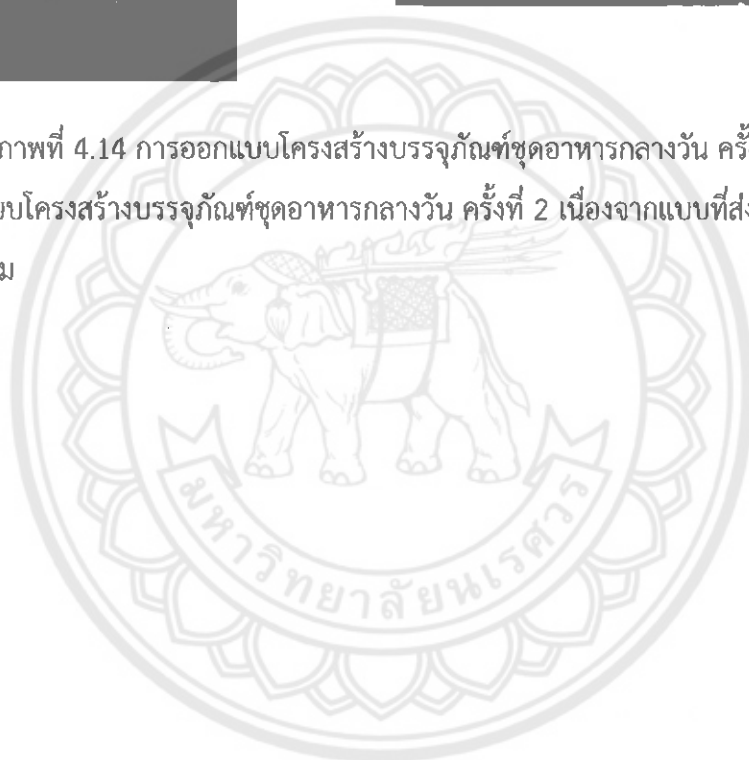 ภาพที่ 4.14 การออกแบบโครงสร้างบรรจุภัณฑ์ชุดอาหารกลางวัน
โครงสร้างบรรจุภัณฑ์ชุดอาหารกลางวัน ครั้งที่ 2 เนื่องจากแบบที่ส่ง
มหาวิทยาลัยนเรศวร